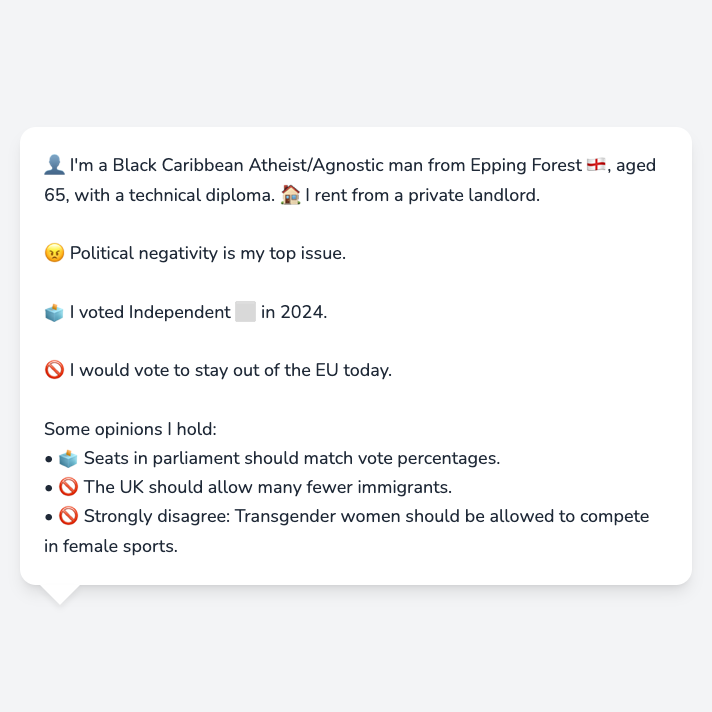 👤 I'm a Black Caribbean Atheist/Agnostic man from Epping Forest 🏴󠁧󠁢󠁥󠁮󠁧󠁿, aged
65, with a technical diploma. 🏠 I rent from a private landlord.
😠 Political negativity is my top issue.
🗳️ I voted Independent ⬜ in 2024.
🚫 I would vote to stay out of the EU today.
Some opinions I hold:
• 🗳️ Seats in parliament should match vote percentages.
• 🚫 The UK should allow many fewer immigrants.
• 🚫 Strongly disagree: Transgender women should be allowed to compete
in female sports.